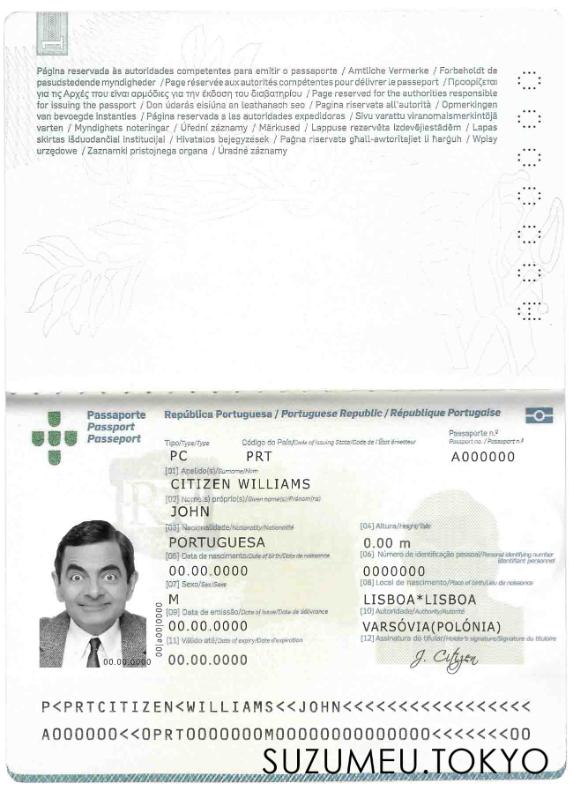 Página reservada às autoridades competentes para emitir o passaporte / Amtliche Vermerke / Forbeholdt de
pasudstedende myndigheder / Page réservée aux autorités compétentes pour délivrer le passeport / Προορίζεται
για τις Αρχές που είναι αρμόδιες για την έκδοση του διαβατηρίου / Page reserved for the authorities responsible
for issuing the passport / Don údarás eisiúna an leathanach seo / Pagina riservata all'autorità / Opmerkingen
van bevoegde instanties / Página reservada a las autoridades expedidoras / Sivu varattu viranomaismerkintöjä
varten / Myndighets noteringar / Úřední záznamy / Märkused / Lappuse rezervēta izdevējiestādēm / Lapas
skirtas išduodančiai institucijai / Hivatalos bejegyzések / Paġna riservata għall-awtoritajiet li ħarġuh / Wpisy
urzędowe / Zaznamki pristojnega organa / Úradné záznamy
Passaporte República Portuguesa / Portuguese Republic / République Portugaise
Passport
Passeport
Tipo/Type/Type Código do País/Code of Issuing State/Code de l'État émetteur Passaporte n.º
Passport no. / Passeport n.º
PC PRT A000000
[01] Apelido(s)/Surname/Nom
CITIZEN WILLIAMS
[02] Nome(s) próprio(s)/Given name(s)/Prénom(s)
JOHN
[03] Nacionalidade/Nationality/Nationalité [04] Altura/Height/Taille
PORTUGUESA 0.00 m
[05] Data de nascimento/Date of birth/Date de naissance [06] Número de identificação pessoal/Personal identifying number
identifiant personnel
00.00.0000 0000000
[07] Sexo/Sex/Sexe [08] Local de nascimento/Place of birth/Lieu de naissance
M LISBOA*LISBOA
[09] Data de emissão/Date of issue/Date de délivrance [10] Autoridade/Authority/Autorité
00.00.0000 VARSÓVIA(POLÓNIA)
[11] Válido até/Date of expiry/Date d'expiration [12] Assinatura do titular/Holder's signature/Signature du titulaire
00.00.0000 J. Citizen
00.00.0000
00|a00|0000
P<PRTCITIZEN<WILLIAMS<<JOHN<<<<<<<<<<<<<<<<<
A000000<<0PRT0000000M00000000000000<<<<<<00
SUZUMEU.TOKYO